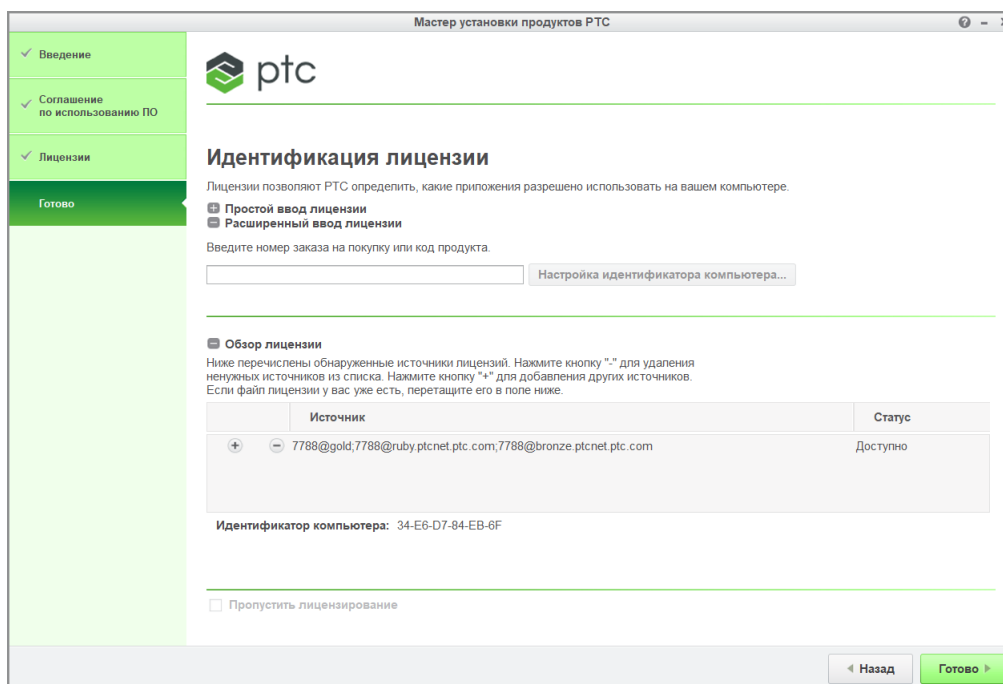 Мастер установки продуктов PTC
Введение
Соглашение
по использованию ПО
Лицензии
Готово
ptc
Идентификация лицензии
Лицензии позволяют PTC определить, какие приложения разрешено использовать на вашем компьютере.
Простой ввод лицензии
Расширенный ввод лицензии
Введите номер заказа на покупку или код продукта.
Настройка идентификатора компьютера...
Обзор лицензии
Ниже перечислены обнаруженные источники лицензий. Нажмите кнопку "-" для удаления
ненужных источников из списка. Нажмите кнопку "+" для добавления других источников.
Если файл лицензии у вас уже есть, перетащите его в поле ниже.
Источник Статус
7788@gold;7788@ruby.ptcnet.ptc.com;7788@bronze.ptcnet.ptc.com Доступно
Идентификатор компьютера: 34-E6-D7-84-EB-6F
Пропустить лицензирование
Назад Готово